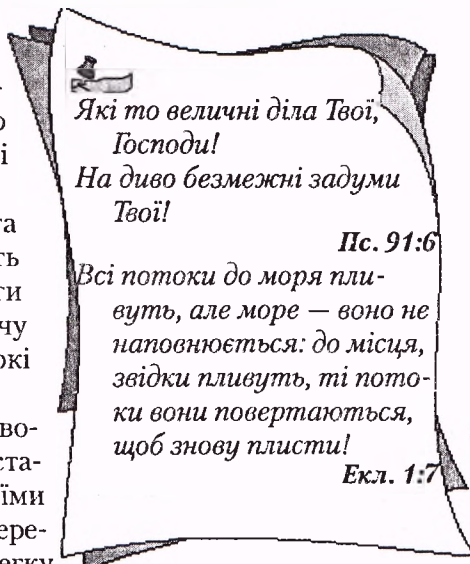 Які то величні діла Твої,
Господи!
На диво безмежні задуми
Твої!
Пс. 91:6
Всі потоки до моря пли-
вуть, але море — воно не
наповнюється: до місця,
звідки пливуть, ті пото-
ки вони повертаються,
щоб знову плисти!
Екл. 1:7